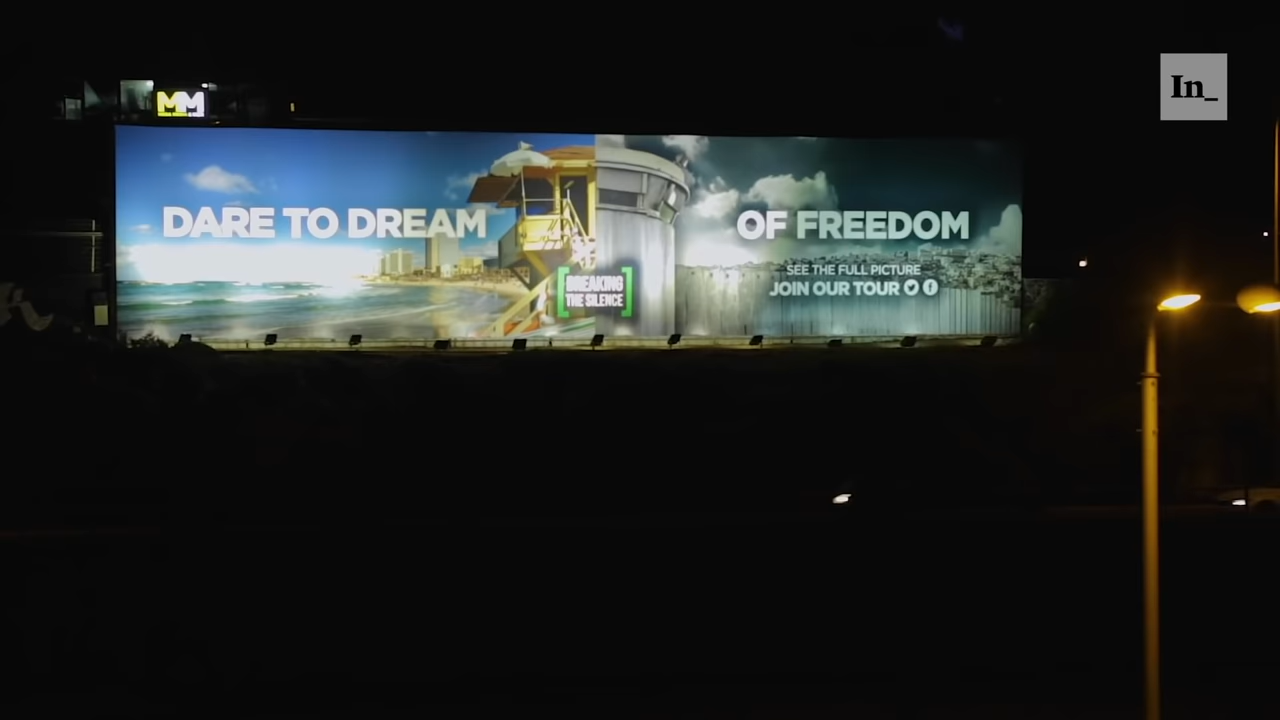 In_
MM
DARE TO DREAM
OF FREEDOM
SEE THE FULL PICTURE
JOIN OUR TOUR
[BREAKING
THE SILENCE]